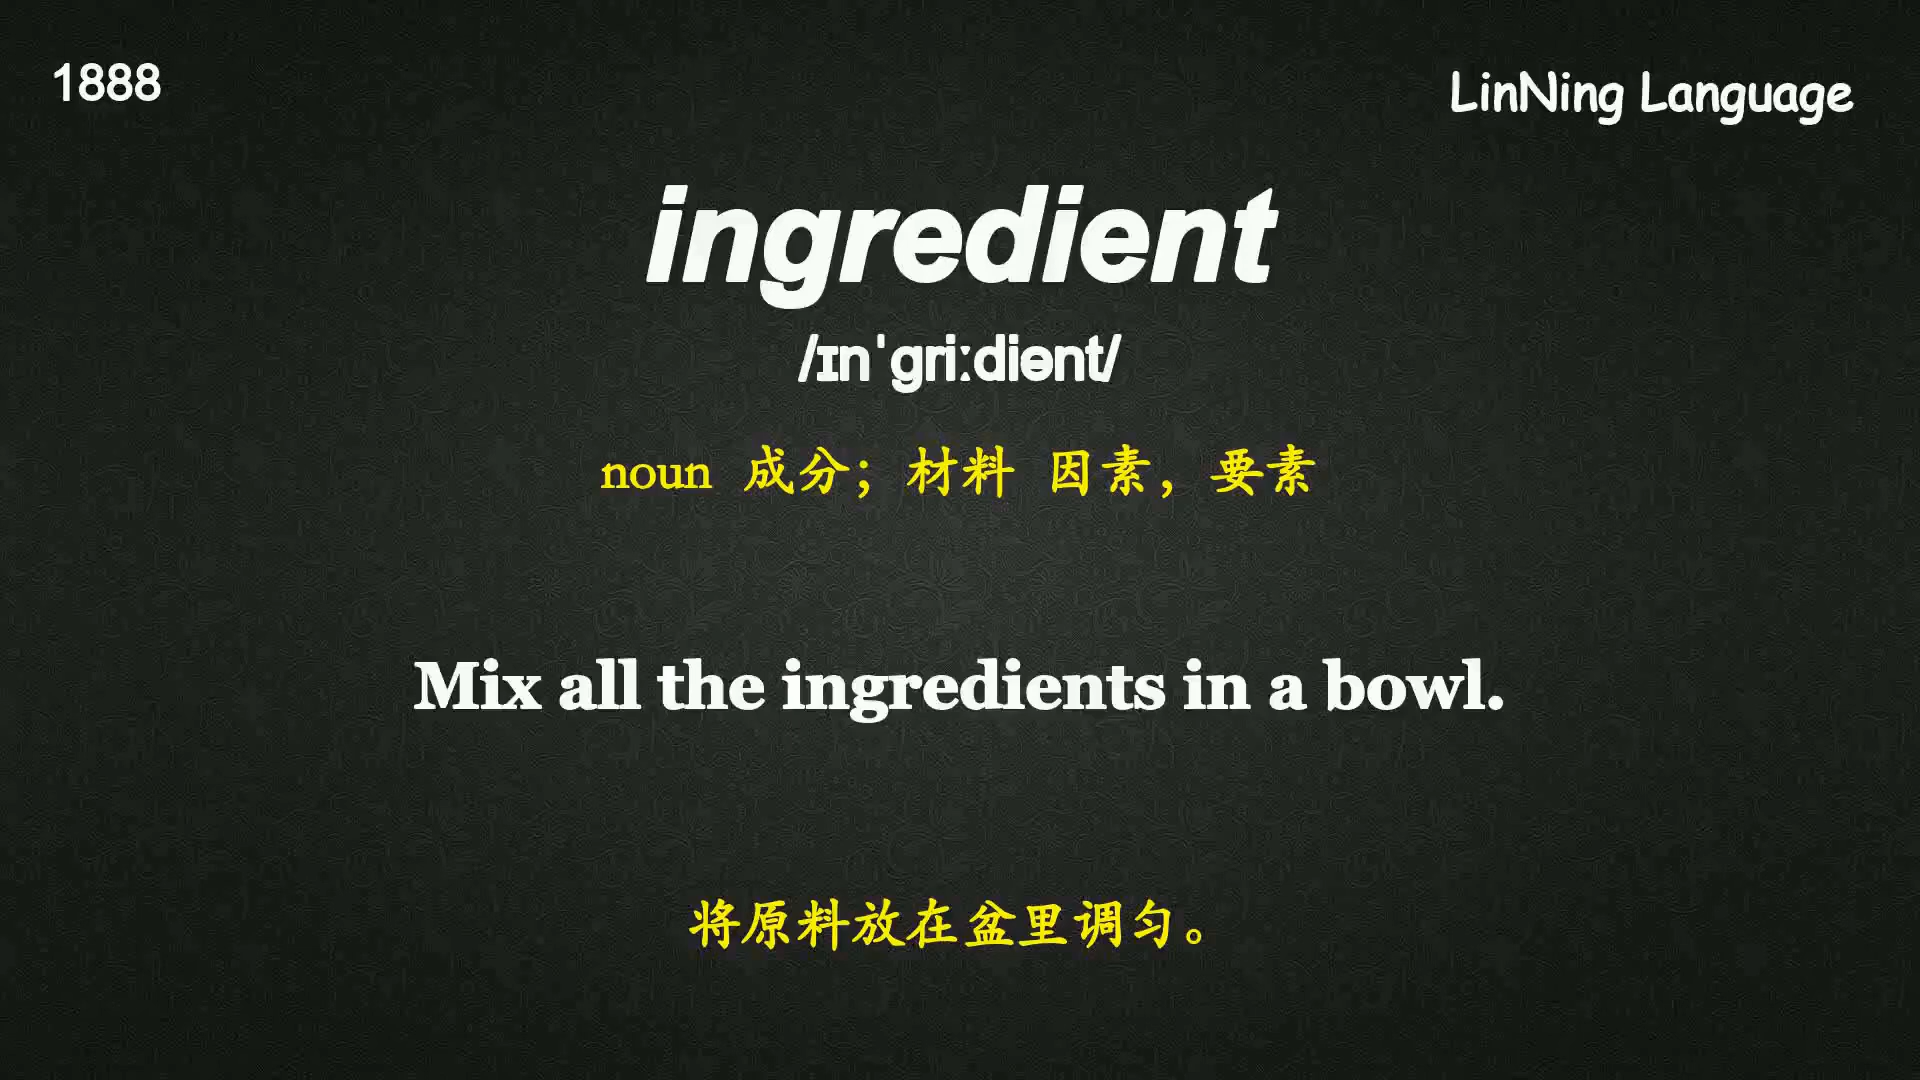 1888
LinNing Language
ingredient
/ɪnˈɡriːdiənt/
noun 成分；材料 因素，要素
Mix all the ingredients in a bowl.
将原料放在盆里调匀。